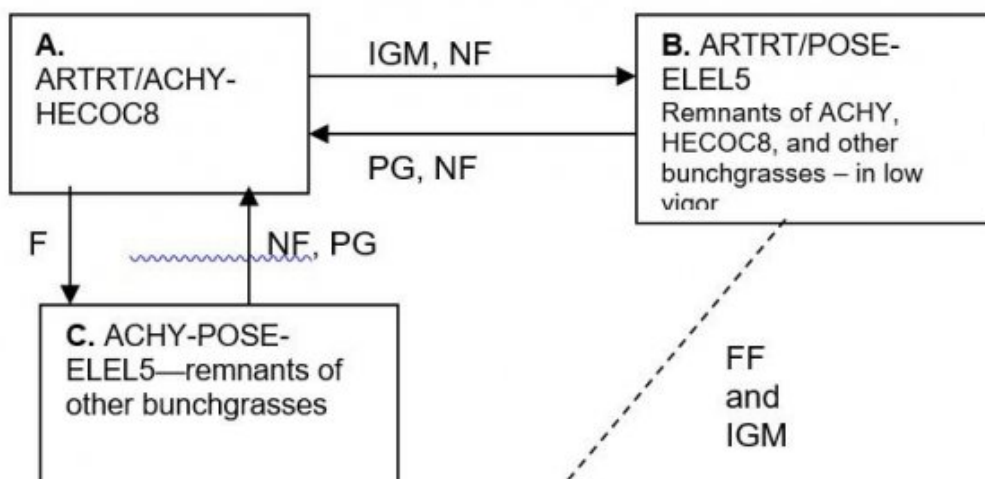 A.
ARTRT/ACHY-
HECOC8
IGM, NF
PG, NF
B. ARTRT/POSE-
ELEL5
Remnants of ACHY,
HECOC8, and other
bunchgrasses – in low
vigor
F
NF, PG
C. ACHY-POSE-
ELEL5—remnants of
other bunchgrasses
FF
and
IGM